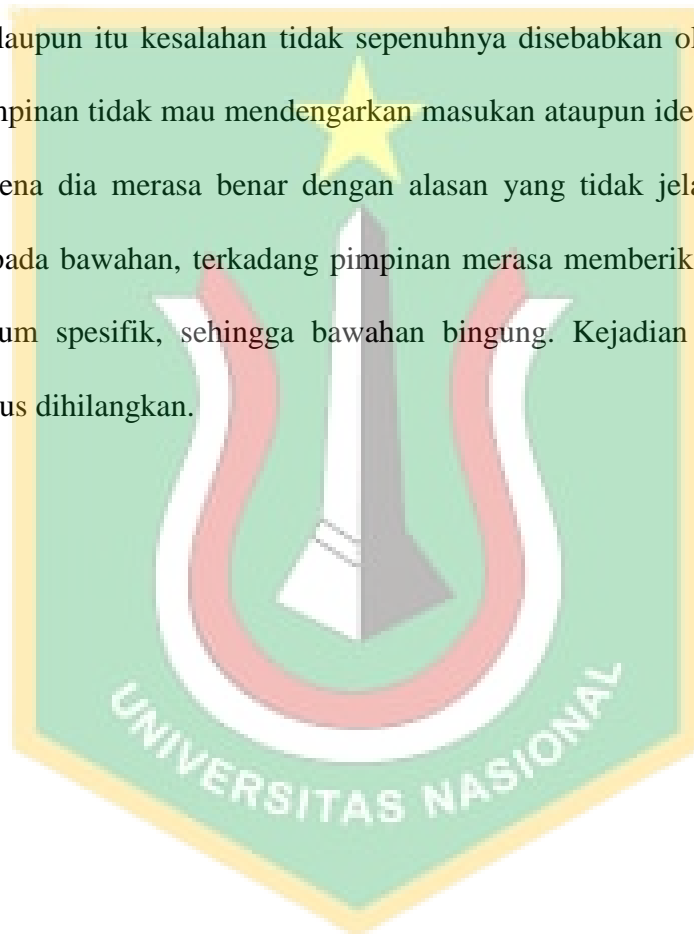 laupun itu kesalahan tidak sepenuhnya disebabkan ol
npinan tidak mau mendengarkan masukan ataupun ide
ena dia merasa benar dengan alasan yang tidak jela
pada bawahan, terkadang pimpinan merasa memberik
um spesifik, sehingga bawahan bingung. Kejadian
us dihilangkan.
UNIVERSITAS NASIONAL